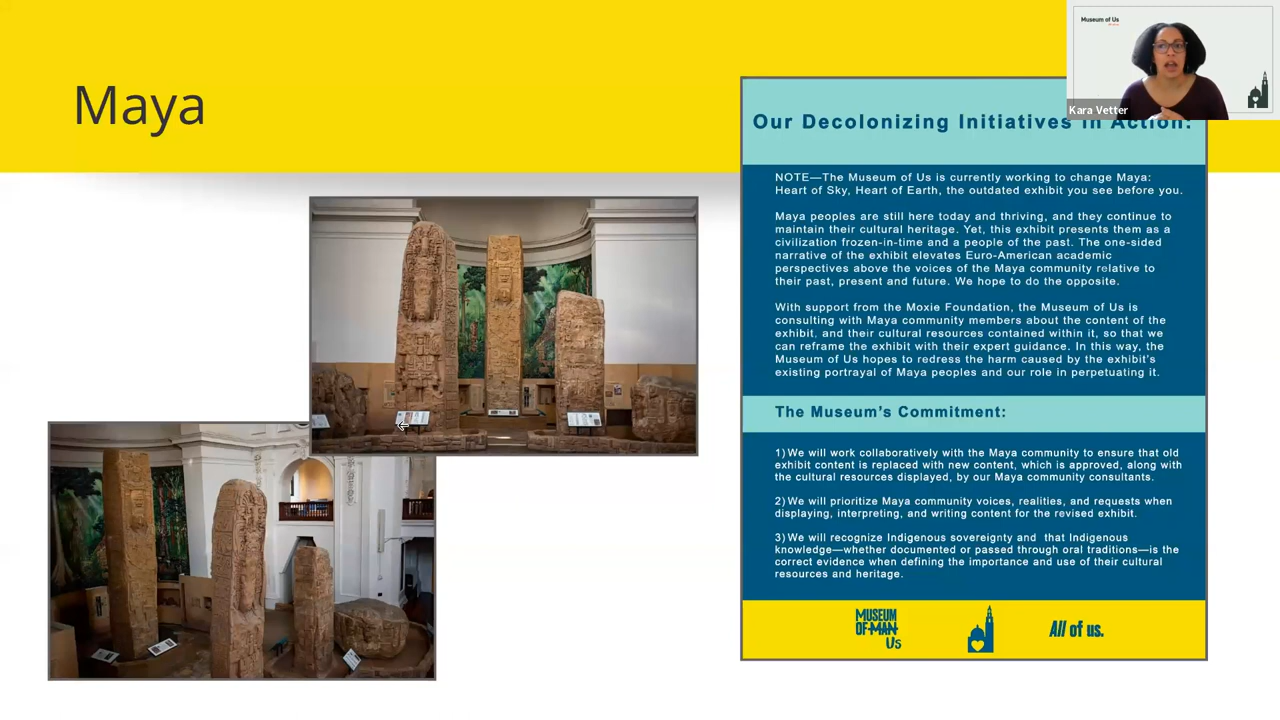 Maya
Museum of Us
Kara Vetter
Our Decolonizing Initiatives in Action:
NOTE—The Museum of Us is currently working to change Maya:
Heart of Sky, Heart of Earth, the outdated exhibit you see before you.
Maya peoples are still here today and thriving, and they continue to
maintain their cultural heritage. Yet, this exhibit presents them as a
civilization frozen-in-time and a people of the past. The one-sided
narrative of the exhibit elevates Euro-American academic
perspectives above the voices of the Maya community relative to
their past, present and future. We hope to do the opposite.
With support from the Moxie Foundation, the Museum of Us is
consulting with Maya community members about the content of the
exhibit, and their cultural resources contained within it, so that we
can reframe the exhibit with their expert guidance. In this way, the
Museum of Us hopes to redress the harm caused by the exhibit's
existing portrayal of Maya peoples and our role in perpetuating it.
The Museum's Commitment:
1) We will work collaboratively with the Maya community to ensure that old
exhibit content is replaced with new content, which is approved, along with
the cultural resources displayed, by our Maya community consultants.
2) We will prioritize Maya community voices, realities, and requests when
displaying, interpreting, and writing content for the revised exhibit.
3) We will recognize Indigenous sovereignty and that Indigenous
knowledge—whether documented or passed through oral traditions—is the
correct evidence when defining the importance and use of their cultural
resources and heritage.
MUSEUM
OF MAN
Us
All of us.